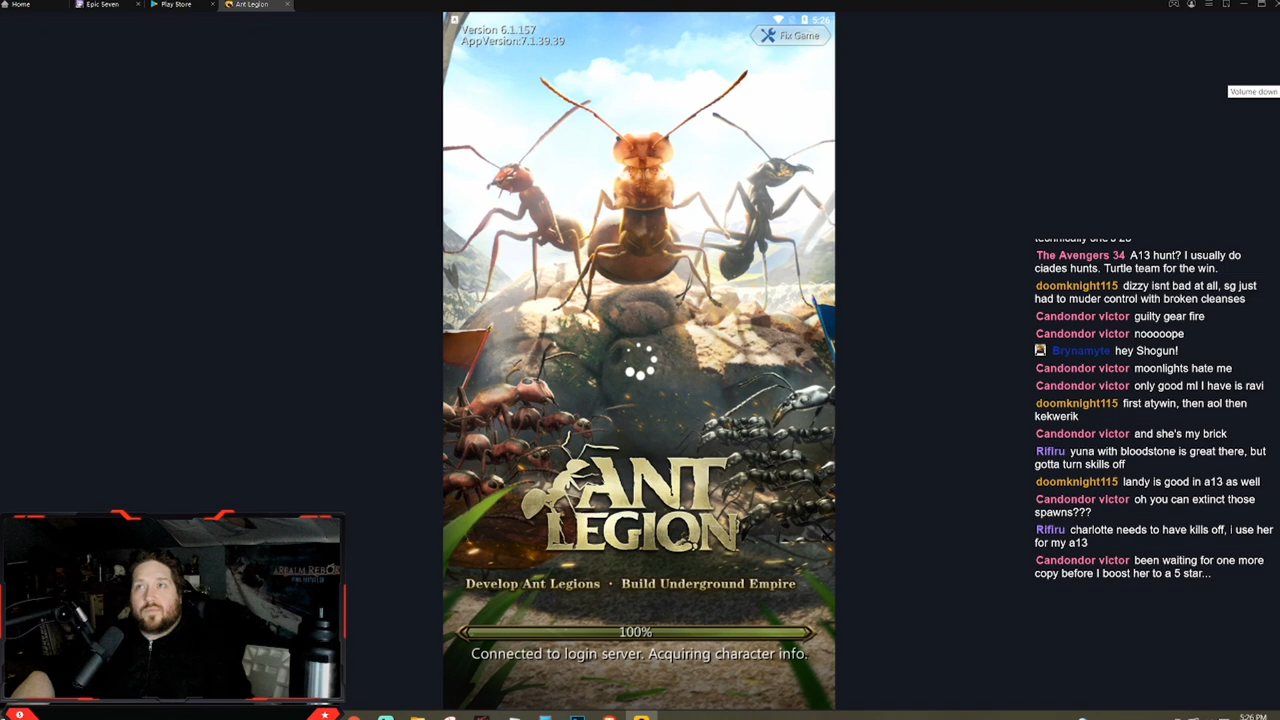 Home
Epic Seven
Play Store
Ant Legion
Version 6.1.157
AppVersion:7.1.39.39
5:26
Fix Game
Volume down
ANT
LEGION
Develop Ant Legions · Build Underground Empire
100%
Connected to login server. Acquiring character info.
The Avengers 34 A13 hunt? I usually do
ciades hunts. Turtle team for the win.
doomknight115 dizzy isnt bad at all, sg just
had to muder control with broken cleanses
Candondor victor guilty gear fire
Candondor victor nooooope
Brynamyte hey Shogun!
Candondor victor moonlights hate me
Candondor victor only good ml I have is ravi
doomknight115 first atywin, then aol then
kekwerik
Candondor victor and she's my brick
Rifiru yuna with bloodstone is great there, but
gotta turn skills off
doomknight115 landy is good in a13 as well
Candondor victor oh you can extinct those
spawns???
Rifiru charlotte needs to have kills off, i use her
for my a13
Candondor victor been waiting for one more
copy before I boost her to a 5 star...
A REALM REBOR
5:26 PM